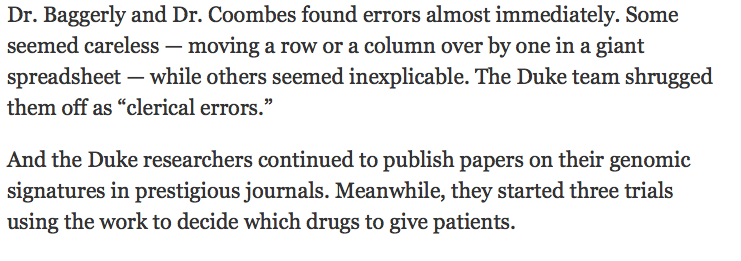 Dr. Baggerly and Dr. Coombes found errors almost immediately. Some
seemed careless — moving a row or a column over by one in a giant
spreadsheet — while others seemed inexplicable. The Duke team shrugged
them off as “clerical errors.”
And the Duke researchers continued to publish papers on their genomic
signatures in prestigious journals. Meanwhile, they started three trials
using the work to decide which drugs to give patients.